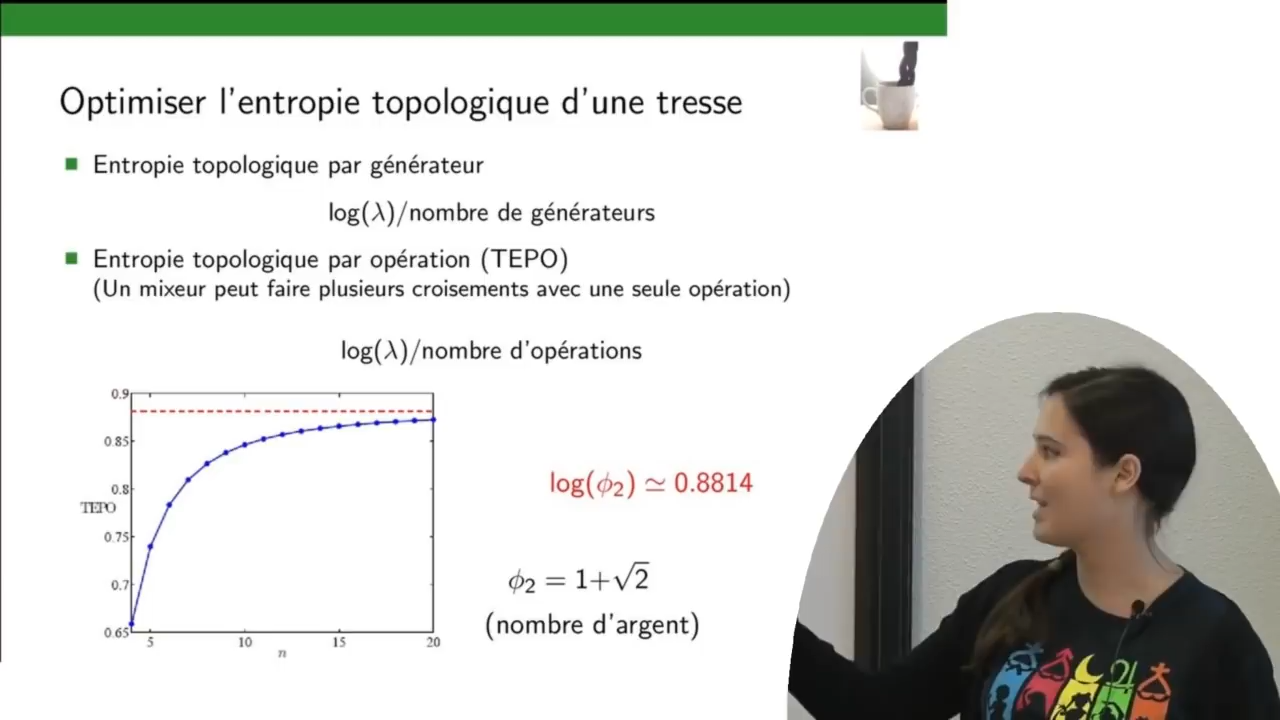 Optimiser l'entropie topologique d'une tresse
Entropie topologique par générateur
log(λ)/nombre de générateurs
Entropie topologique par opération (TEPO)
(Un mixeur peut faire plusieurs croisements avec une seule opération)
log(λ)/nombre d'opérations
0.9
0.85
0.8
TEPO
0.75
0.7
0.65
5 10 15 20
n
log(ϕ₂) ≃ 0.8814
ϕ₂ = 1+√2
(nombre d'argent)